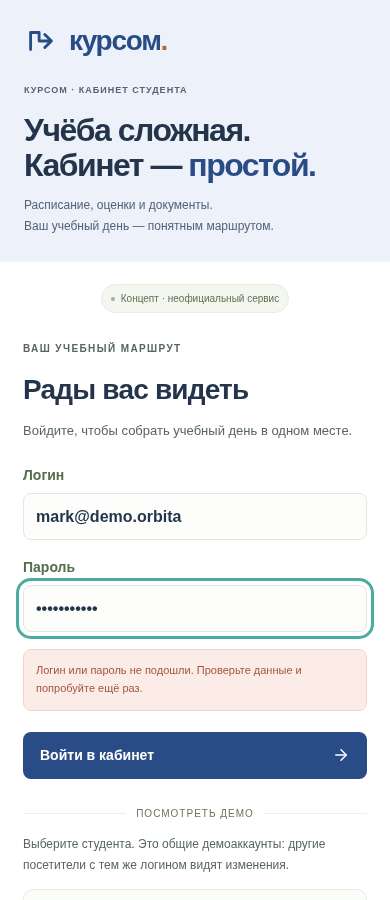 курсом.
КУРСОМ · КАБИНЕТ СТУДЕНТА
Учёба сложная.
Кабинет — простой.
Расписание, оценки и документы.
Ваш учебный день — понятным маршрутом.
Концепт · неофициальный сервис
ВАШ УЧЕБНЫЙ МАРШРУТ
Рады вас видеть
Войдите, чтобы собрать учебный день в одном месте.
Логин
mark@demo.orbita
Пароль
•••••••••••
Логин или пароль не подошли. Проверьте данные и
попробуйте ещё раз.
Войти в кабинет
ПОСМОТРЕТЬ ДЕМО
Выберите студента. Это общие демоаккаунты: другие
посетители с тем же логином видят изменения.